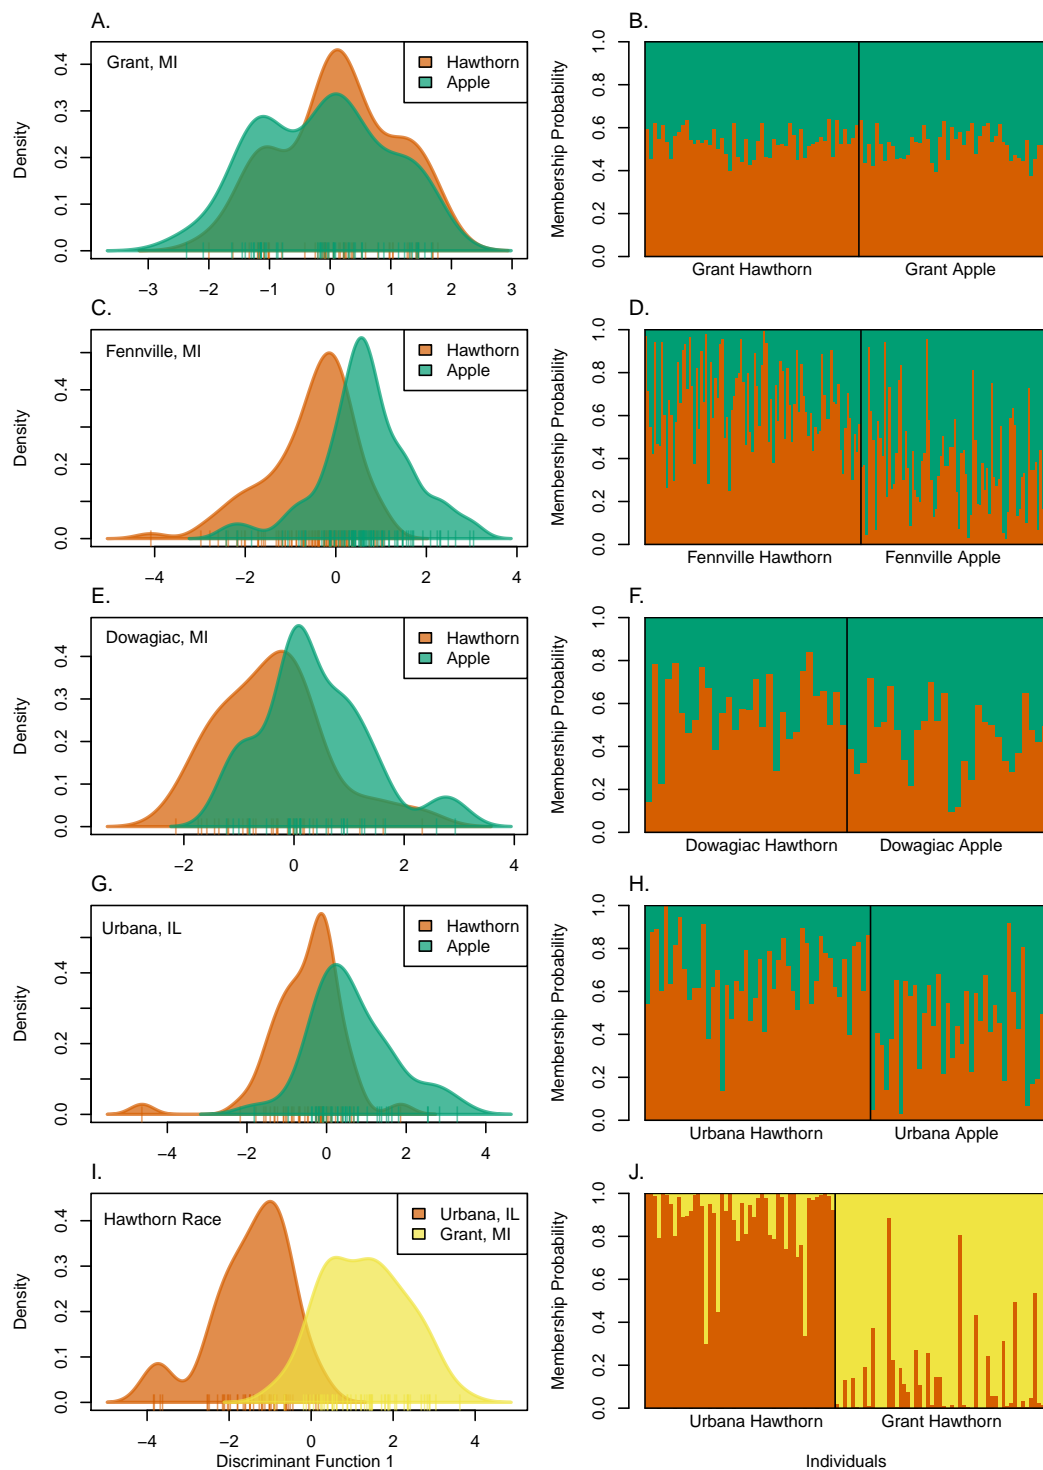 A.
Grant, MI
Hawthorn
Apple
Density
0.0 0.1 0.2 0.3 0.4
−3 −2 −1 0 1 2 3
B.
Membership Probability
0.0 0.2 0.4 0.6 0.8 1.0
Grant Hawthorn Grant Apple
C.
Fennville, MI
Hawthorn
Apple
Density
0.0 0.2 0.4
−4 −2 0 2 4
D.
Membership Probability
0.0 0.2 0.4 0.6 0.8 1.0
Fennville Hawthorn Fennville Apple
E.
Dowagiac, MI
Hawthorn
Apple
Density
0.0 0.1 0.2 0.3 0.4
−2 0 2 4
F.
Membership Probability
0.0 0.2 0.4 0.6 0.8 1.0
Dowagiac Hawthorn Dowagiac Apple
G.
Urbana, IL
Hawthorn
Apple
Density
0.0 0.2 0.4
−4 −2 0 2 4
H.
Membership Probability
0.0 0.2 0.4 0.6 0.8 1.0
Urbana Hawthorn Urbana Apple
I.
Hawthorn Race
Urbana, IL
Grant, MI
Density
0.0 0.1 0.2 0.3 0.4
−4 −2 0 2 4
Discriminant Function 1
J.
Membership Probability
0.0 0.2 0.4 0.6 0.8 1.0
Urbana Hawthorn Grant Hawthorn
Individuals